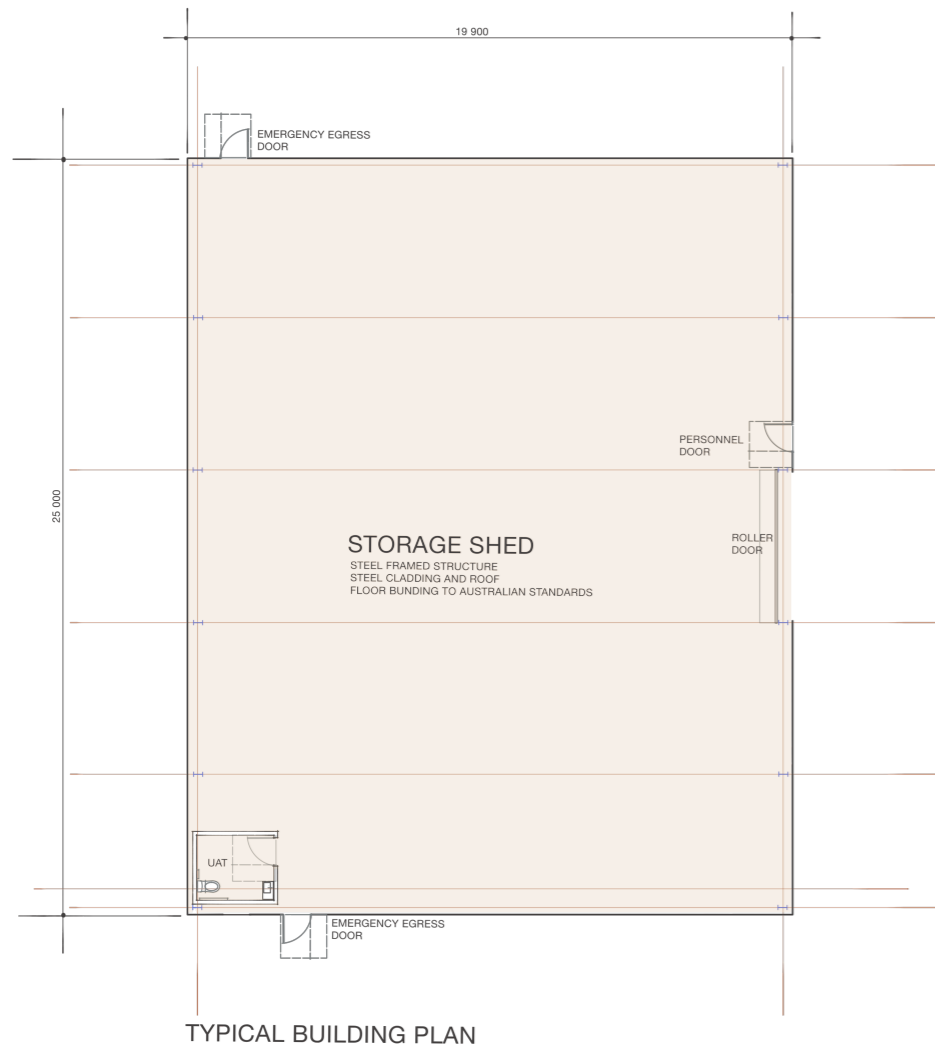 19 900
EMERGENCY EGRESS
DOOR
PERSONNEL
DOOR
25 000
STORAGE SHED
STEEL FRAMED STRUCTURE
STEEL CLADDING AND ROOF
FLOOR BUNDING TO AUSTRALIAN STANDARDS
ROLLER
DOOR
UAT
EMERGENCY EGRESS
DOOR
TYPICAL BUILDING PLAN